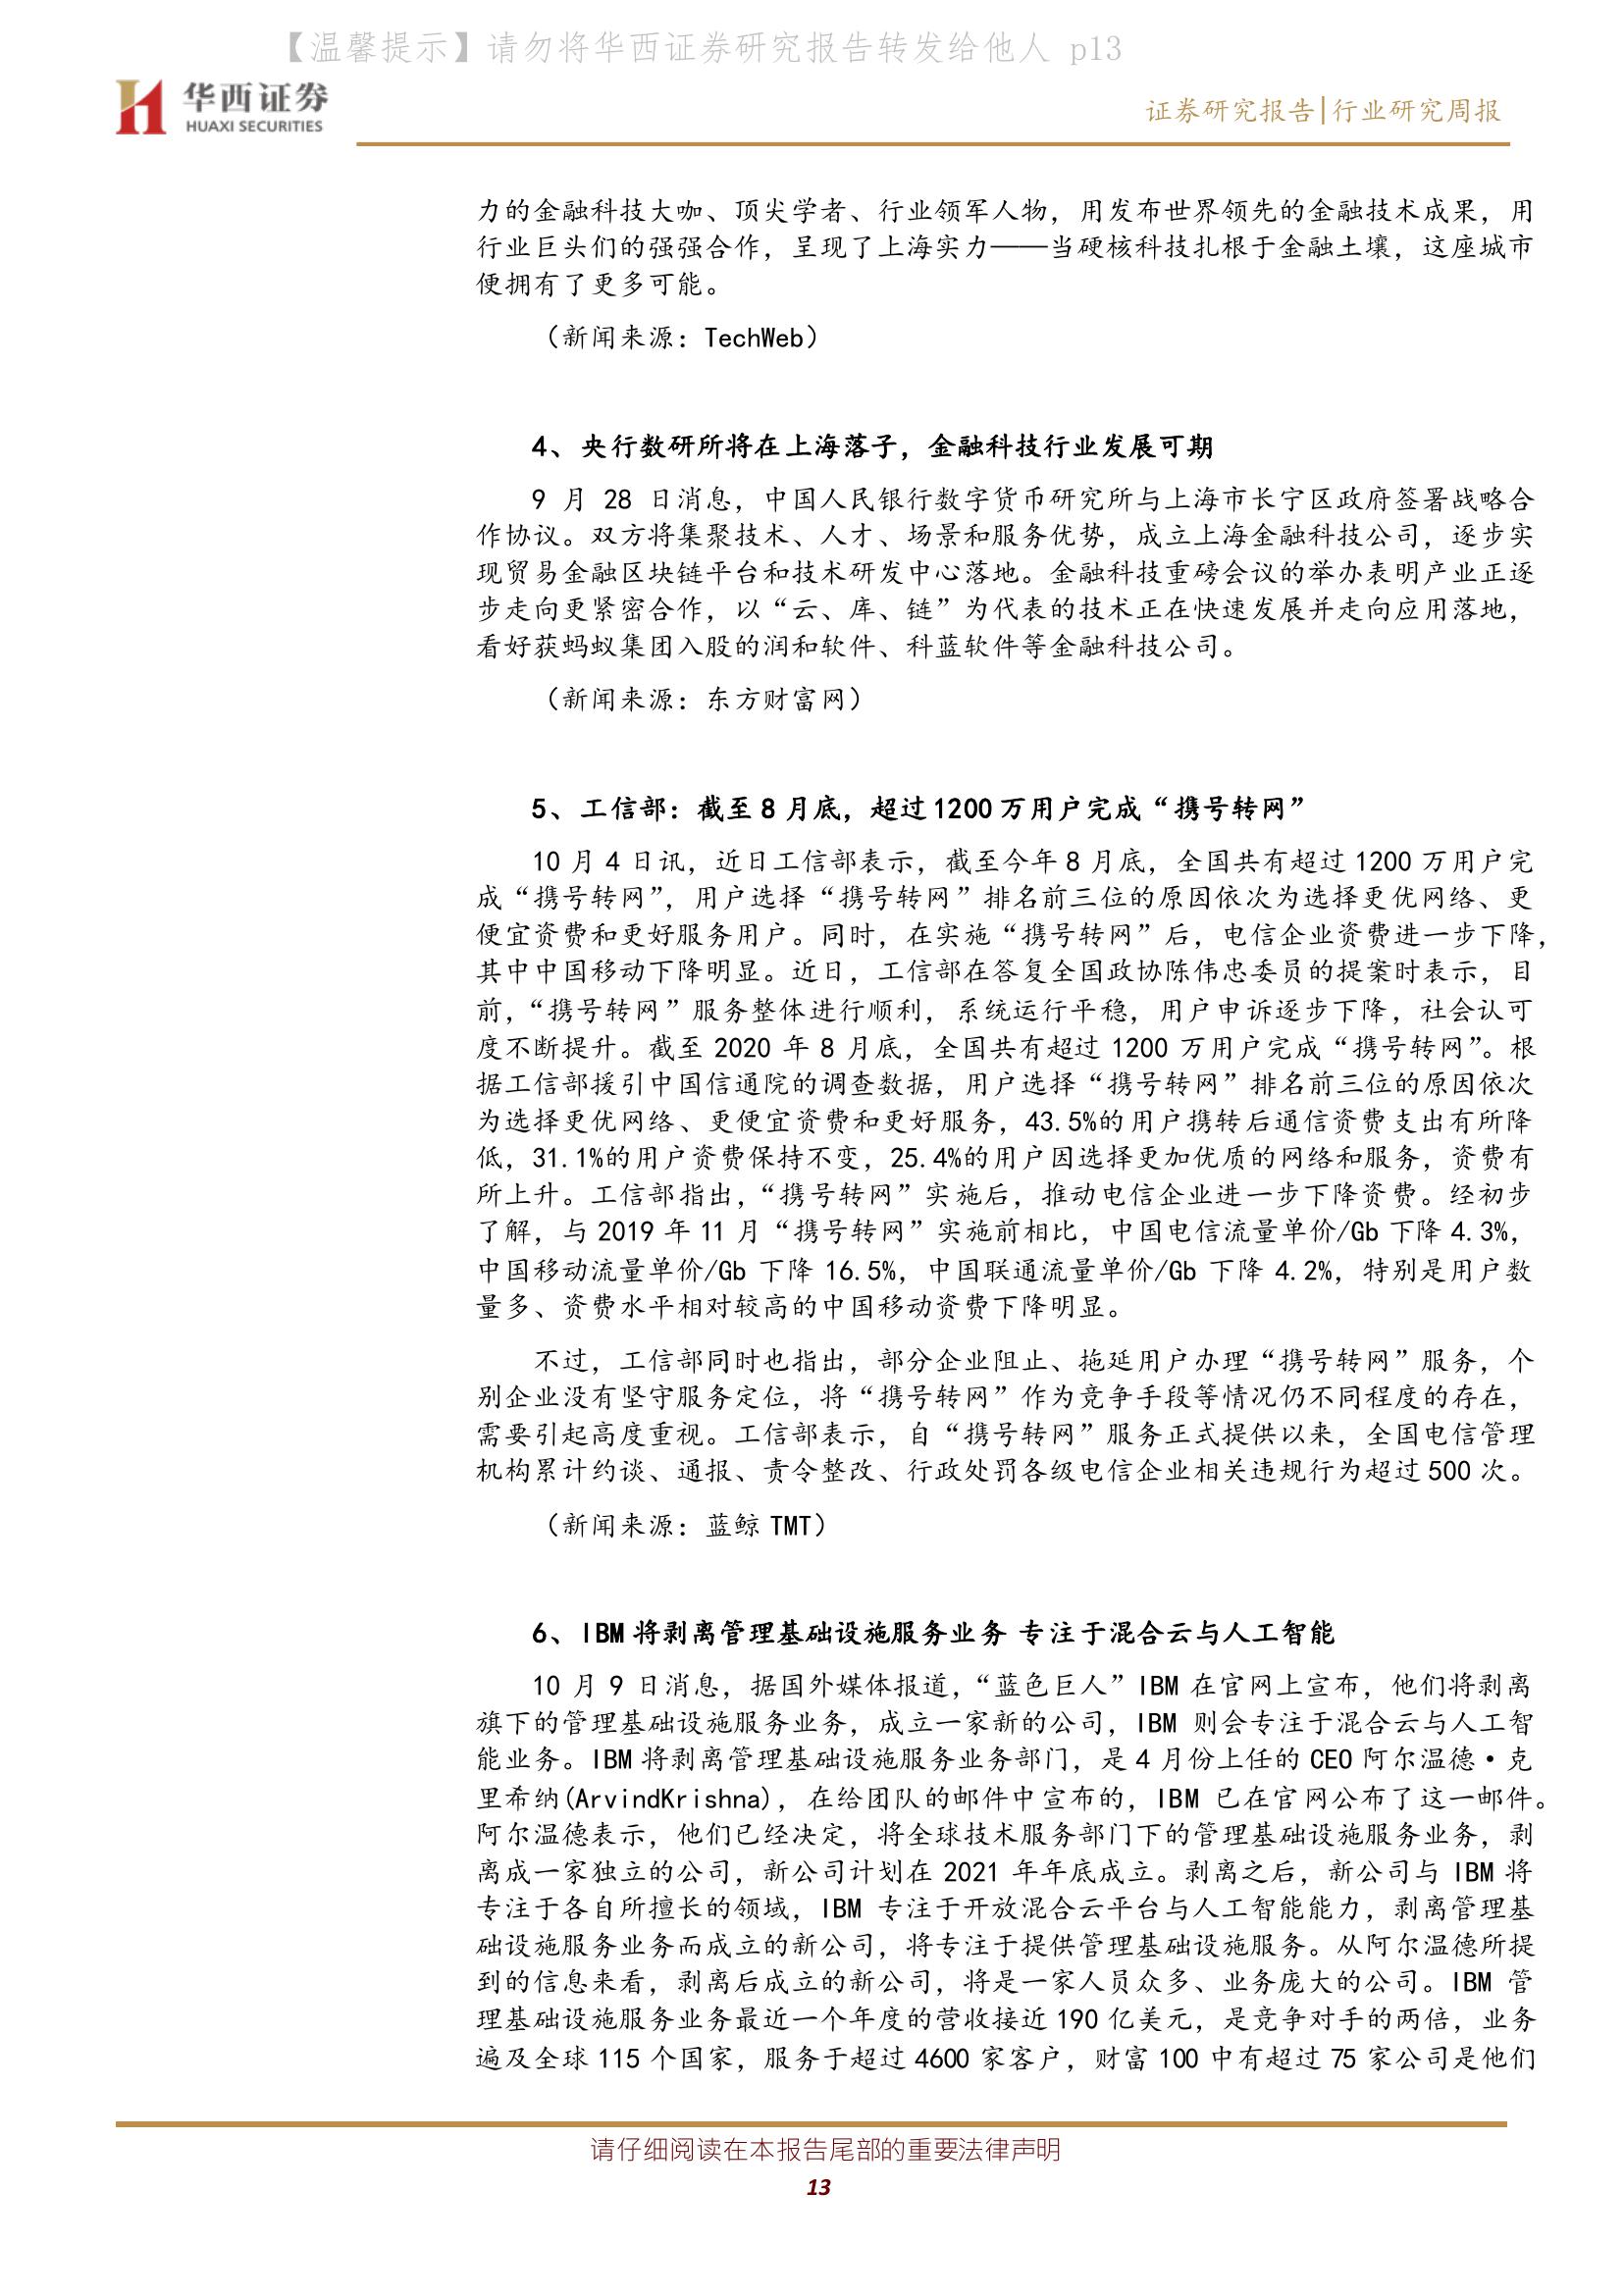 【温馨提示】请勿将华西证券研究报告转发给他人 p13
华西证券
HUAXI SECURITIES
证券研究报告|行业研究周报
力的金融科技大咖、顶尖学者、行业领军人物，用发布世界领先的金融技术成果，用
行业巨头们的强强合作，呈现了上海实力——当硬核科技扎根于金融土壤，这座城市
便拥有了更多可能。
（新闻来源：TechWeb）
4、央行数研所将在上海落子，金融科技行业发展可期
9 月 28 日消息，中国人民银行数字货币研究所与上海市长宁区政府签署战略合
作协议。双方将集聚技术、人才、场景和服务优势，成立上海金融科技公司，逐步实
现贸易金融区块链平台和技术研发中心落地。金融科技重磅会议的举办表明产业正逐
步走向更紧密合作，以“云、库、链”为代表的技术正在快速发展并走向应用落地，
看好获蚂蚁集团入股的润和软件、科蓝软件等金融科技公司。
（新闻来源：东方财富网）
5、工信部：截至 8 月底，超过 1200 万用户完成“携号转网”
10 月 4 日讯，近日工信部表示，截至今年 8 月底，全国共有超过 1200 万用户完
成“携号转网”，用户选择“携号转网”排名前三位的原因依次为选择更优网络、更
便宜资费和更好服务用户。同时，在实施“携号转网”后，电信企业资费进一步下降，
其中中国移动下降明显。近日，工信部在答复全国政协陈伟忠委员的提案时表示，目
前，“携号转网”服务整体进行顺利，系统运行平稳，用户申诉逐步下降，社会认可
度不断提升。截至 2020 年 8 月底，全国共有超过 1200 万用户完成“携号转网”。根
据工信部援引中国信通院的调查数据，用户选择“携号转网”排名前三位的原因依次
为选择更优网络、更便宜资费和更好服务，43.5%的用户携转后通信资费支出有所降
低，31.1%的用户资费保持不变，25.4%的用户因选择更加优质的网络和服务，资费有
所上升。工信部指出，“携号转网”实施后，推动电信企业进一步下降资费。经初步
了解，与 2019 年 11 月“携号转网”实施前相比，中国电信流量单价/Gb 下降 4.3%，
中国移动流量单价/Gb 下降 16.5%，中国联通流量单价/Gb 下降 4.2%，特别是用户数
量多、资费水平相对较高的中国移动资费下降明显。
不过，工信部同时也指出，部分企业阻止、拖延用户办理“携号转网”服务，个
别企业没有坚守服务定位，将“携号转网”作为竞争手段等情况仍不同程度的存在，
需要引起高度重视。工信部表示，自“携号转网”服务正式提供以来，全国电信管理
机构累计约谈、通报、责令整改、行政处罚各级电信企业相关违规行为超过 500 次。
（新闻来源：蓝鲸 TMT）
6、IBM 将剥离管理基础设施服务业务 专注于混合云与人工智能
10 月 9 日消息，据国外媒体报道，“蓝色巨人”IBM 在官网上宣布，他们将剥离
旗下的管理基础设施服务业务，成立一家新的公司，IBM 则会专注于混合云与人工智
能业务。IBM 将剥离管理基础设施服务业务部门，是 4 月份上任的 CEO 阿尔温德·克
里希纳(ArvindKrishna)，在给团队的邮件中宣布的，IBM 已在官网公布了这一邮件。
阿尔温德表示，他们已经决定，将全球技术服务部门下的管理基础设施服务业务，剥
离成一家独立的公司，新公司计划在 2021 年年底成立。剥离之后，新公司与 IBM 将
专注于各自所擅长的领域，IBM 专注于开放混合云平台与人工智能能力，剥离管理基
础设施服务业务而成立的新公司，将专注于提供管理基础设施服务。从阿尔温德所提
到的信息来看，剥离后成立的新公司，将是一家人员众多、业务庞大的公司。IBM 管
理基础设施服务业务最近一个年度的营收接近 190 亿美元，是竞争对手的两倍，业务
遍及全球 115 个国家，服务于超过 4600 家客户，财富 100 中有超过 75 家公司是他们
请仔细阅读在本报告尾部的重要法律声明
13